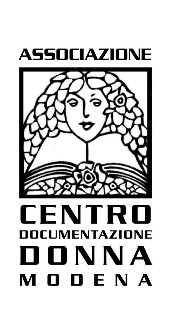 ASSOCIAZIONE
CENTRO
DOCUMENTAZIONE
DONNA
MODENA